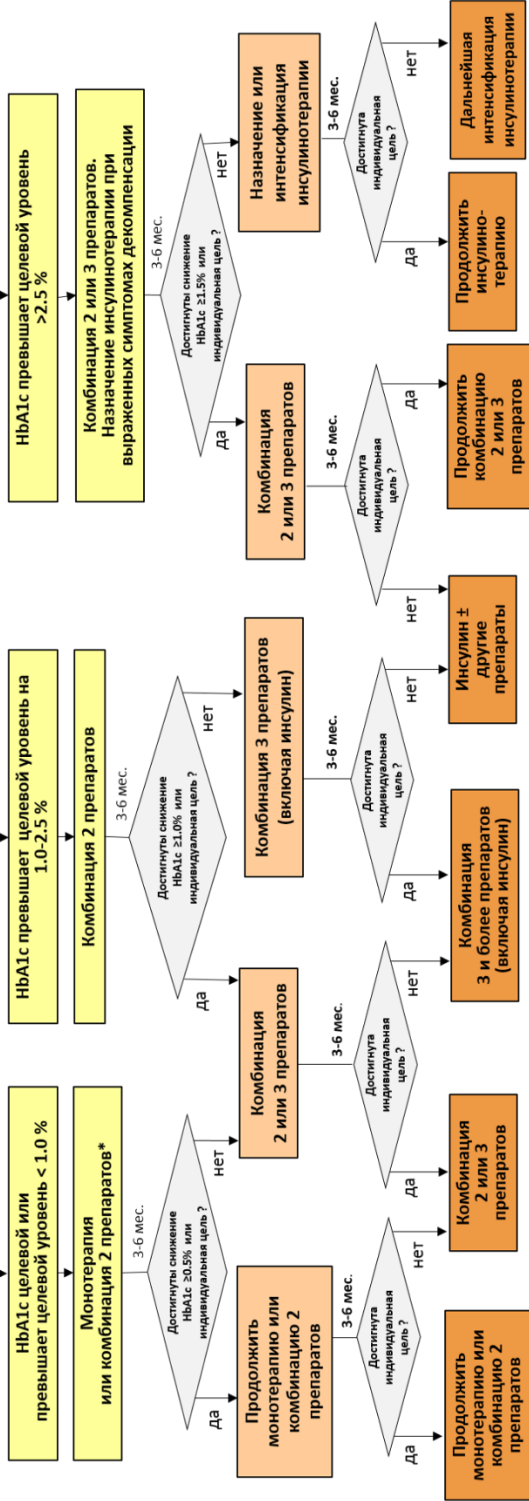 HbA1c целевой или
превышает целевой уровень < 1.0 %
HbA1c превышает целевой уровень на
1.0-2.5 %
HbA1c превышает целевой уровень
>2.5 %
Монотерапия
или комбинация 2 препаратов*
Комбинация 2 препаратов
Комбинация 2 или 3 препаратов.
Назначение инсулинотерапии при
выраженных симптомах декомпенсации
3-6 мес.
3-6 мес.
3-6 мес.
Достигнуты снижение
HbA1c ≥0.5% или
индивидуальная цель ?
Достигнуты снижение
HbA1c ≥1.0% или
индивидуальная цель ?
Достигнуты снижение
HbA1c ≥1.5% или
индивидуальная цель ?
да
нет
да
нет
да
нет
Продолжить
монотерапию или
комбинацию 2
препаратов
Комбинация
2 или 3 препаратов
Комбинация 3 препаратов
(включая инсулин)
Комбинация
2 или 3 препаратов
Назначение или
интенсификация
инсулинотерапии
3-6 мес.
3-6 мес.
3-6 мес.
3-6 мес.
3-6 мес.
Достигнута
индивидуальная
цель ?
Достигнута
индивидуальная
цель ?
Достигнута
индивидуальная
цель ?
Достигнута
индивидуальная
цель ?
Достигнута
индивидуальная
цель ?
да
нет
да
нет
да
нет
нет
да
да
нет
Продолжить
монотерапию или
комбинацию 2
препаратов
Комбинация
2 или 3
препаратов
Комбинация
3 и более препаратов
(включая инсулин)
Инсулин ±
другие
препараты
Продолжить
комбинацию
2 или 3
препаратов
Продолжить
инсулино-
терапию
Дальнейшая
интенсификация
инсулинотерапии